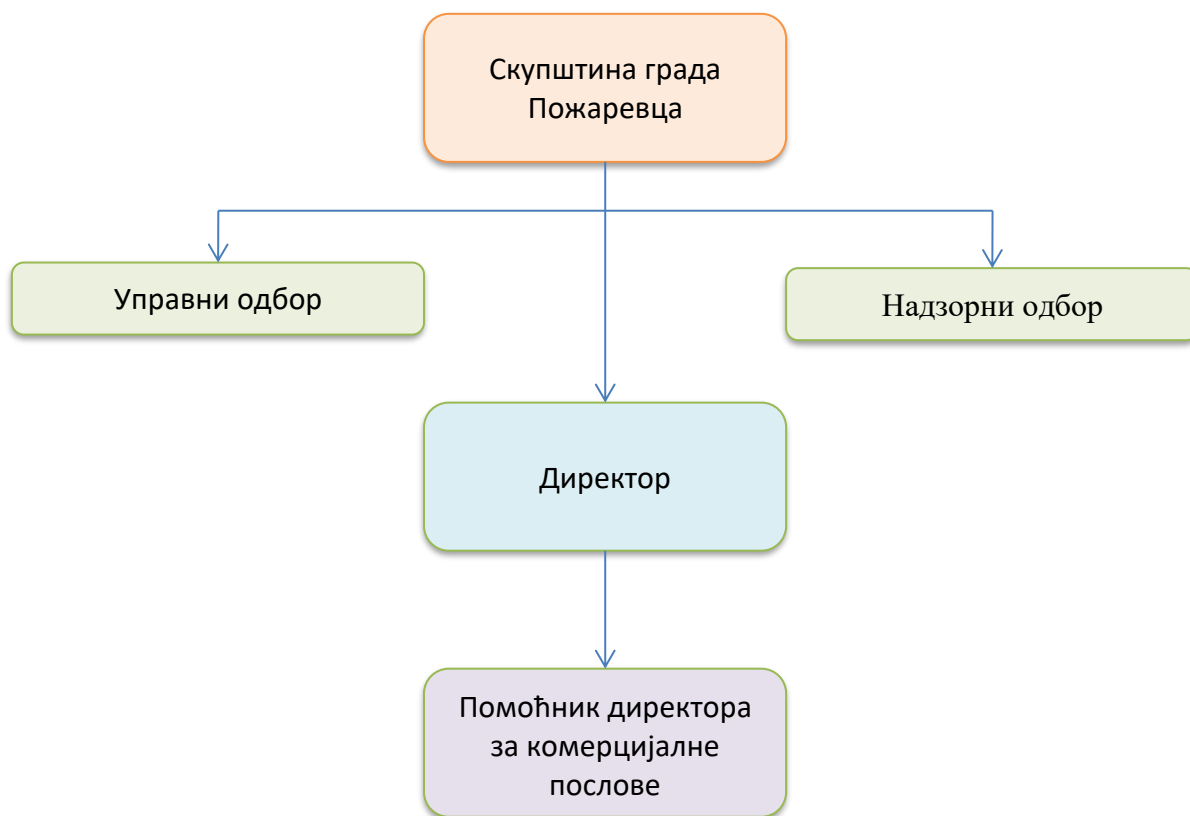 Скупштина града
Пожаревца
Управни одбор
Надзорни одбор
Директор
Помоћник директора
за комерцијалне
послове